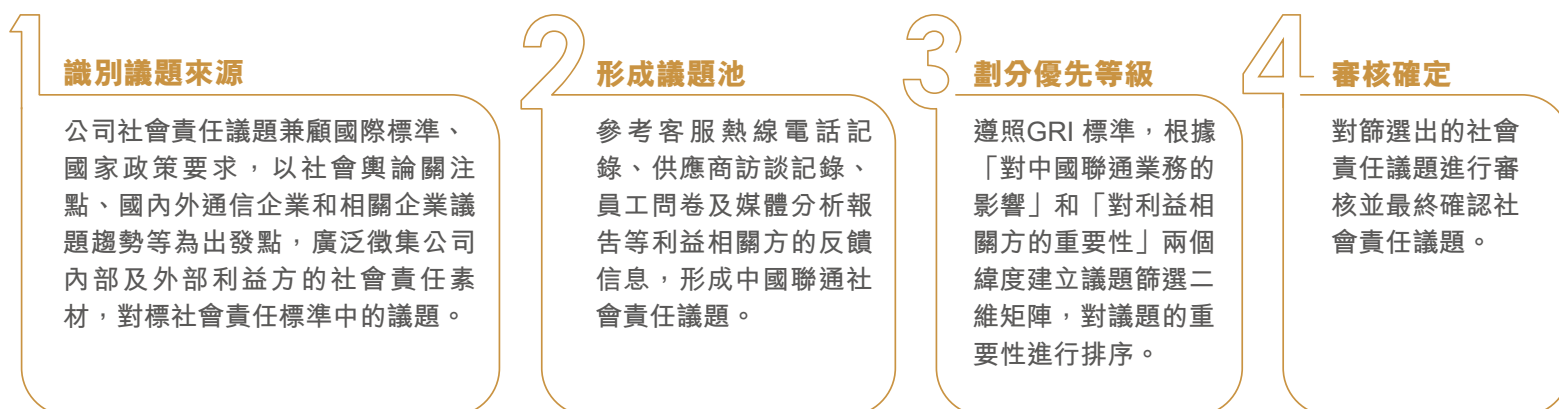 1
識別議題來源
公司社會責任議題兼顧國際標準、
國家政策要求，以社會輿論關注
點、國內外通信企業和相關企業議
題趨勢等為出發點，廣泛徵集公司
內部及外部利益方的社會責任素
材，對標社會責任標準中的議題。
2
形成議題池
參考客服熱線電話記
錄、供應商訪談記錄、
員工問卷及媒體分析報
告等利益相關方的反饋
信息，形成中國聯通社
會責任議題。
3
劃分優先等級
遵照GRI 標準，根據
「對中國聯通業務的
影響」和「對利益相
關方的重要性」兩個
緯度建立議題篩選二
維矩陣，對議題的重
要性進行排序。
4
審核確定
對篩選出的社會
責任議題進行審
核並最終確認社
會責任議題。